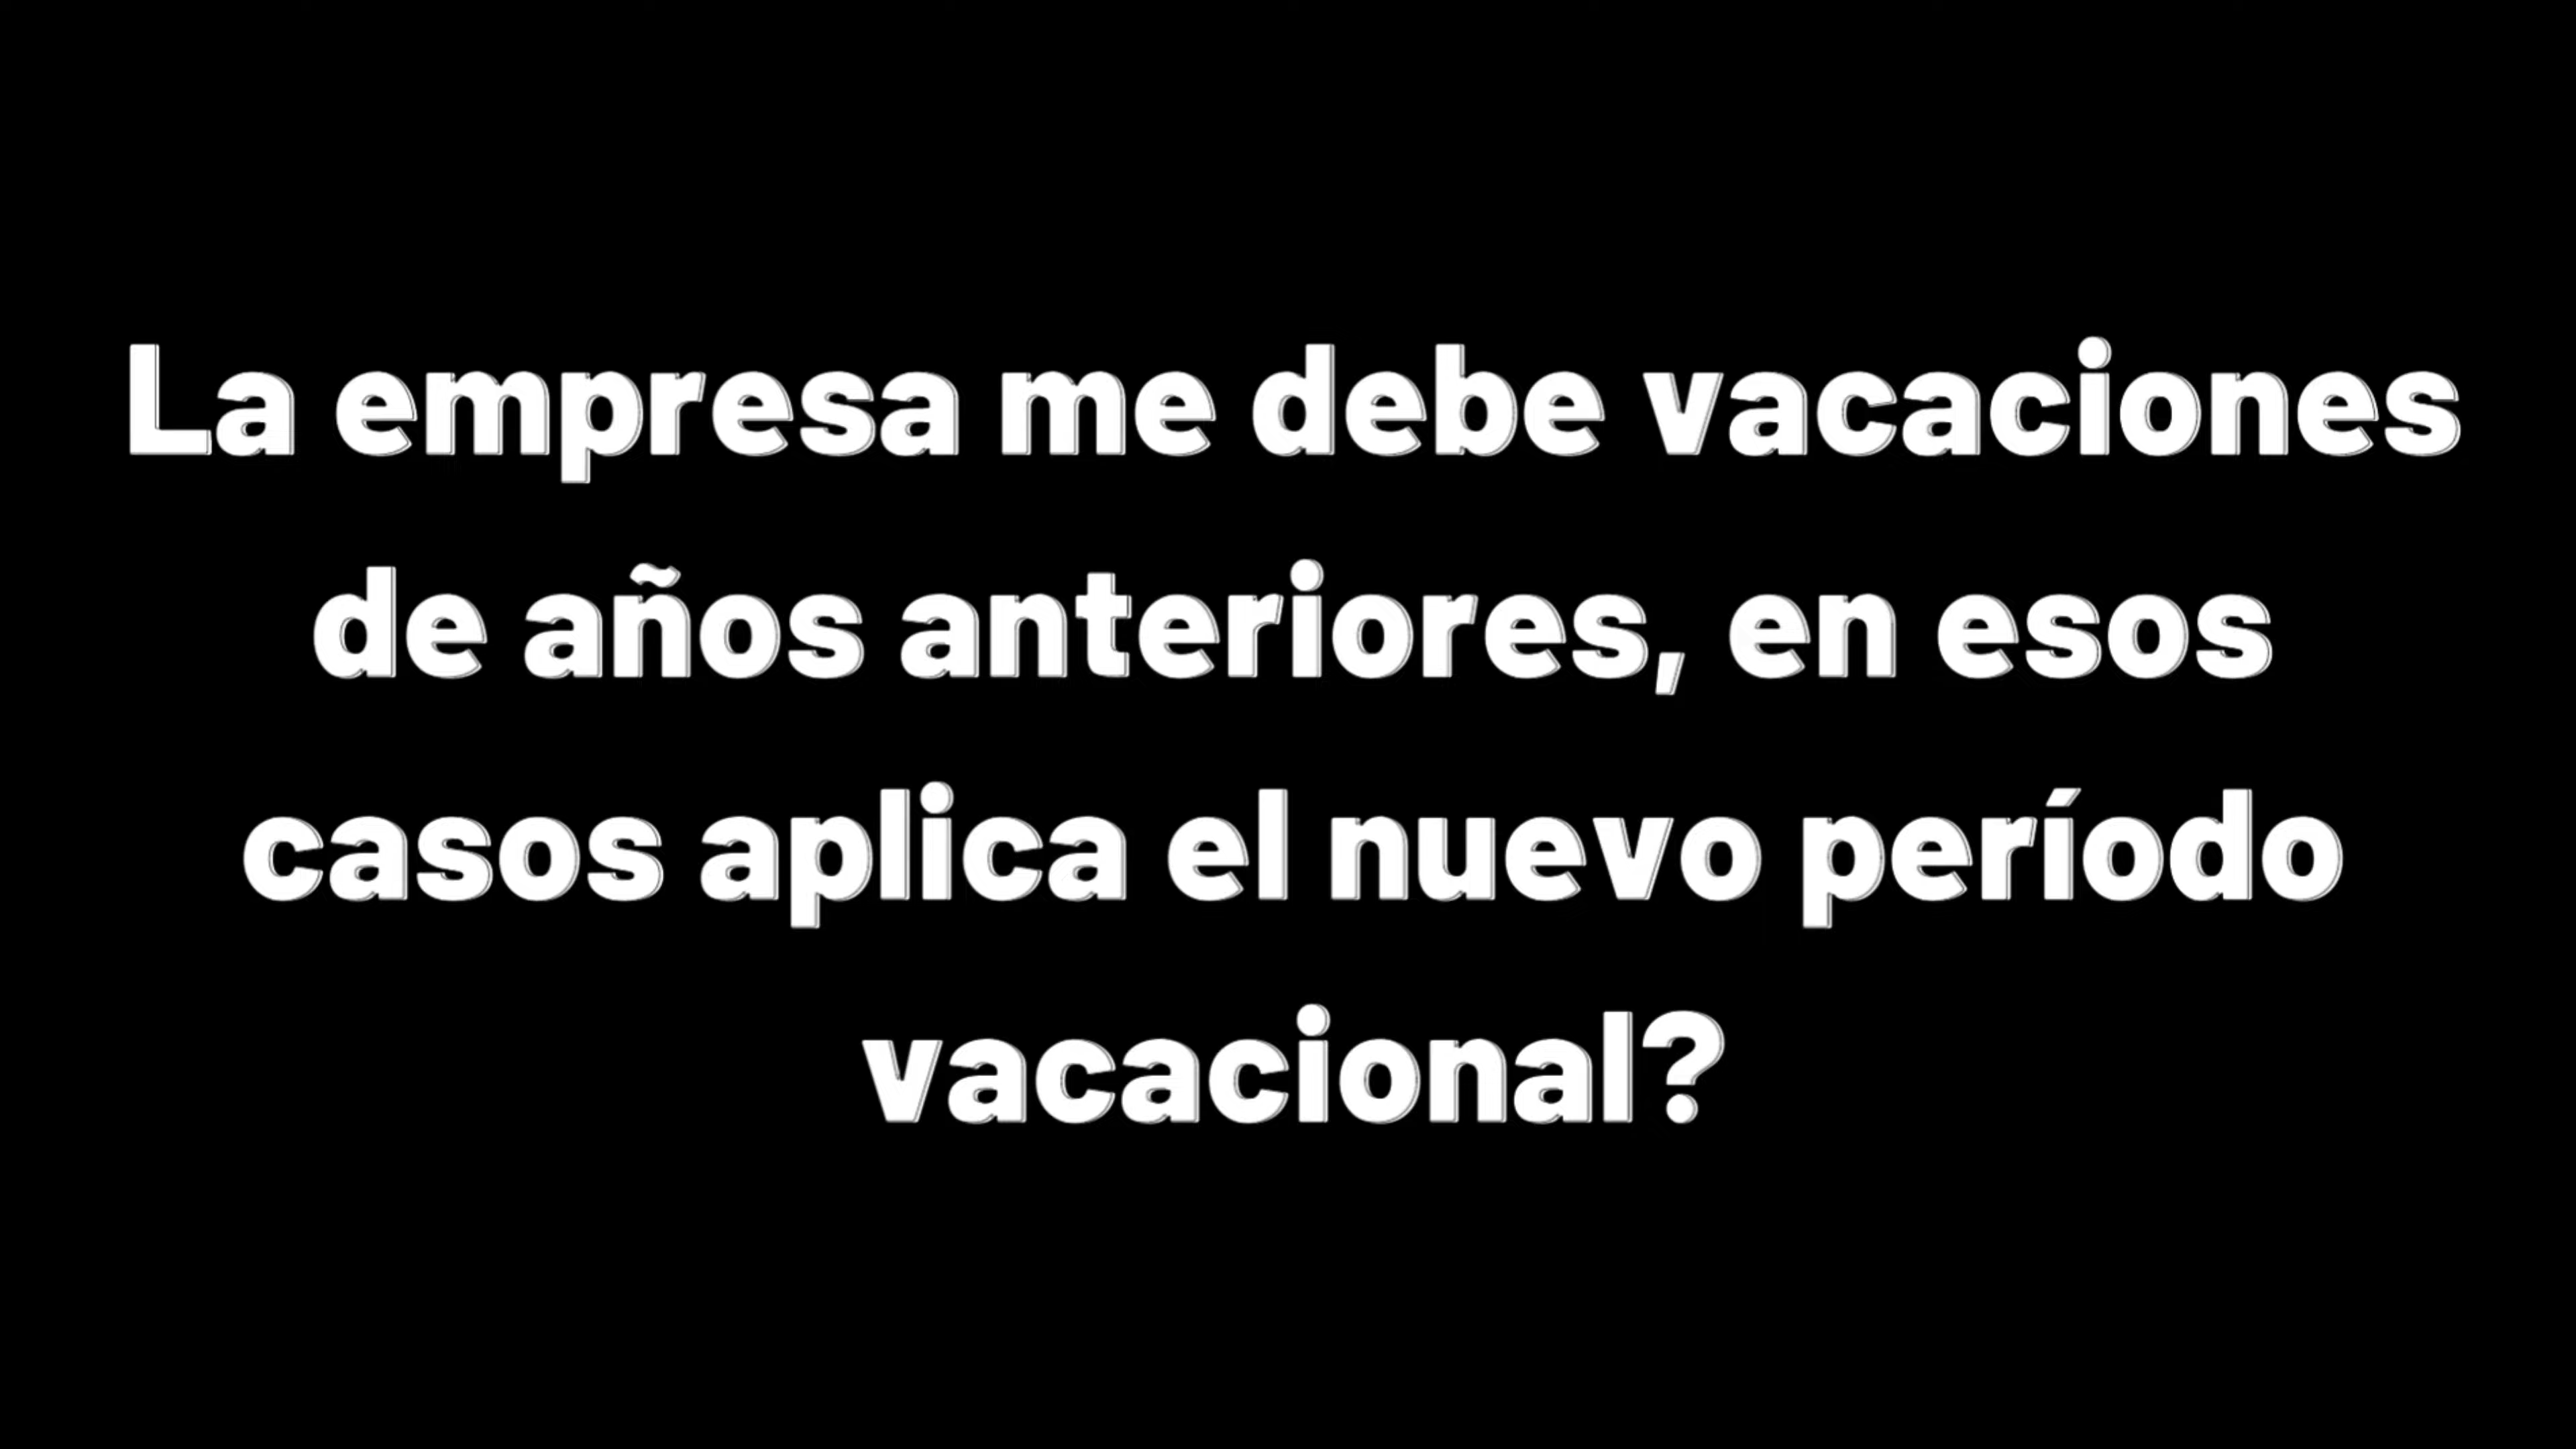 La empresa me debe vacaciones
de años anteriores, en esos
casos aplica el nuevo período
vacacional?